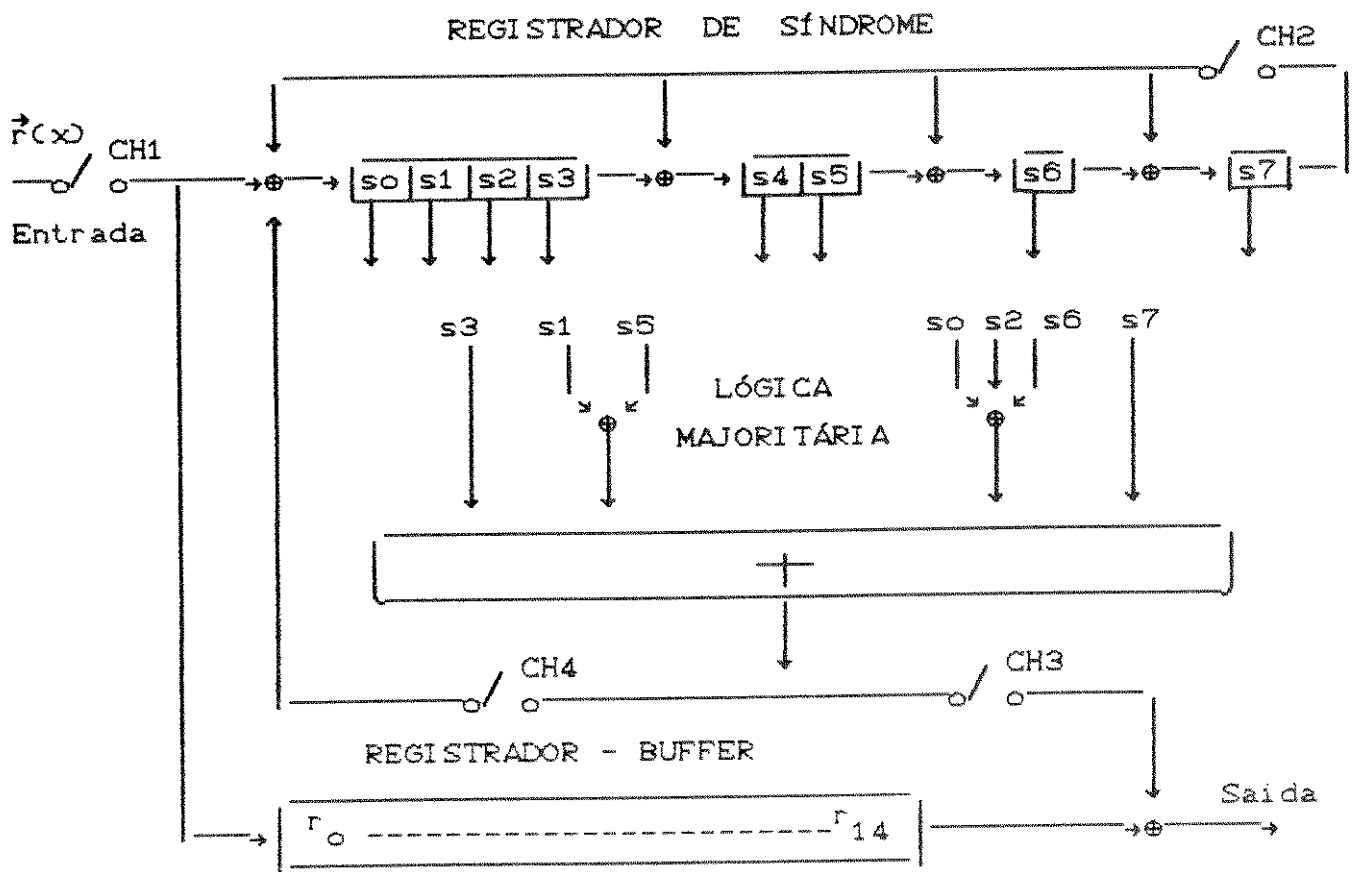 REGISTRADOR DE SÍNDROME
CH2
r(x)
CH1
so s1 s2 s3
s4 s5
s6
s7
Entrada
s3 s1 s5 so s2 s6 s7
LÓGICA
MAJORITÁRIA
CH4
CH3
REGISTRADOR - BUFFER
Saida
ro ---------------------- r14